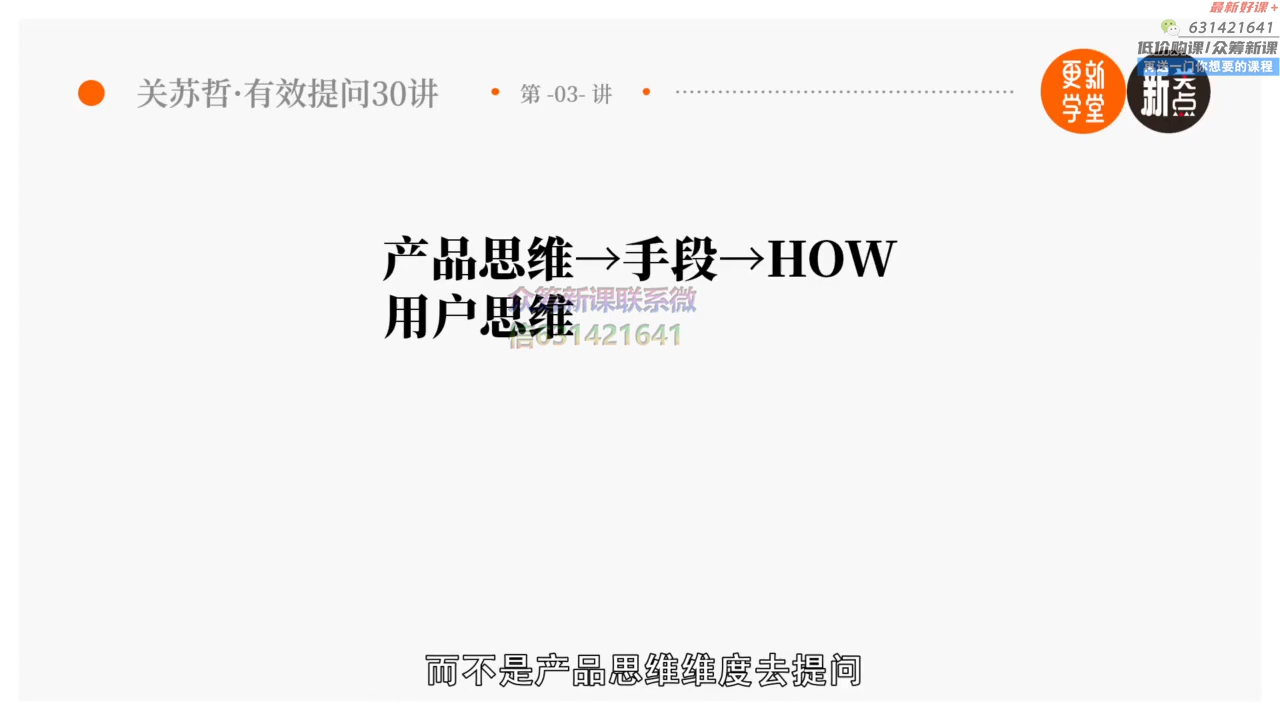 最新好课+
631421641
低价购课/众筹新课
再送一门你想要的课程
关苏哲·有效提问30讲
第 -03- 讲
更新
学堂
新关点
产品思维→手段→HOW
用户思维
众筹新课联系微
信631421641
而不是产品思维维度去提问